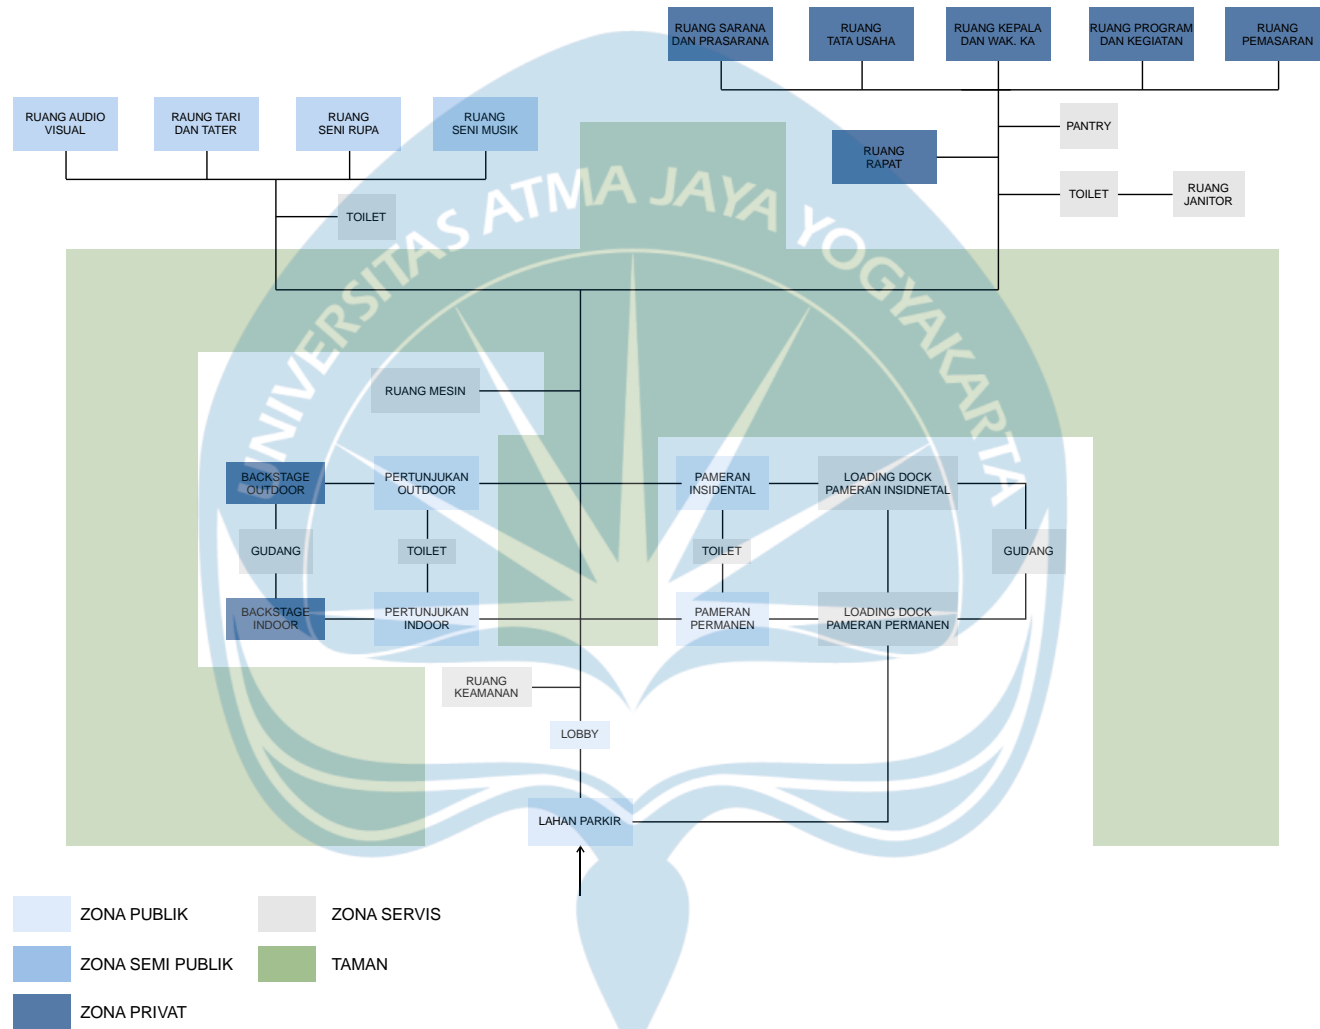 RUANG SARANA
DAN PRASARANA
RUANG
TATA USAHA
RUANG KEPALA
DAN WAK. KA
RUANG PROGRAM
DAN KEGIATAN
RUANG
PEMASARAN
RUANG AUDIO
VISUAL
RAUNG TARI
DAN TATER
RUANG
SENI RUPA
RUANG
SENI MUSIK
PANTRY
RUANG
RAPAT
TOILET
RUANG
JANITOR
TOILET
UNIVERSITAS ATMA JAYA YOGYAKARTA
RUANG MESIN
BACKSTAGE
OUTDOOR
PERTUNJUKAN
OUTDOOR
PAMERAN
INSIDENTAL
LOADING DOCK
PAMERAN INSIDNETAL
GUDANG
TOILET
TOILET
GUDANG
BACKSTAGE
INDOOR
PERTUNJUKAN
INDOOR
PAMERAN
PERMANEN
LOADING DOCK
PAMERAN PERMANEN
RUANG
KEAMANAN
LOBBY
LAHAN PARKIR
ZONA PUBLIK
ZONA SERVIS
ZONA SEMI PUBLIK
TAMAN
ZONA PRIVAT